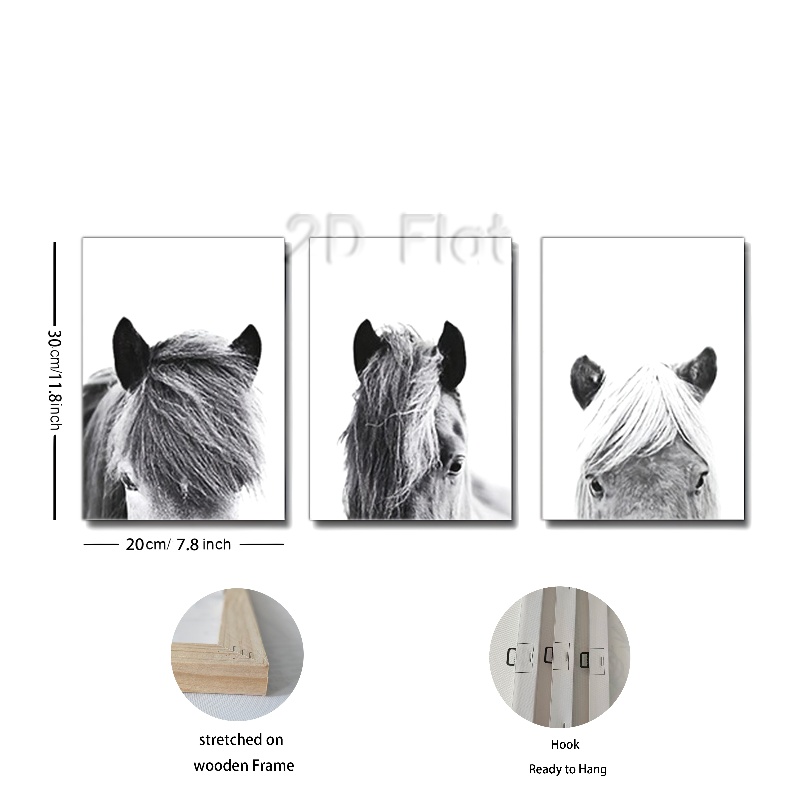 2D Flat
30cm/11.8inch
20cm/ 7.8 inch
stretched on
wooden Frame
Hook
Ready to Hang